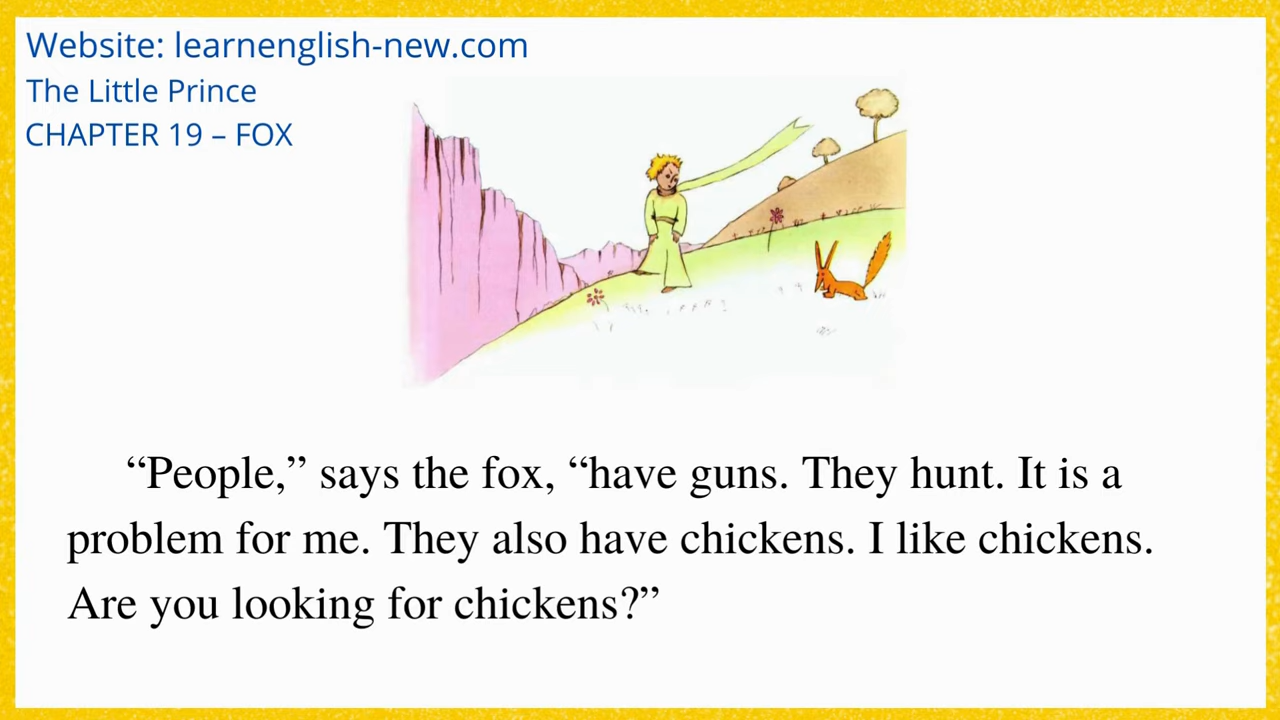 Website: learnenglish-new.com
The Little Prince
CHAPTER 19 – FOX
“People,” says the fox, “have guns. They hunt. It is a
problem for me. They also have chickens. I like chickens.
Are you looking for chickens?”